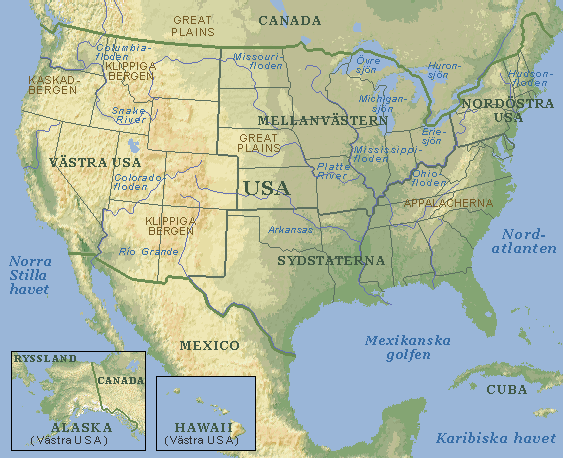 GREAT
PLAINS
CANADA
Columbia-
floden
KLIPPIGA
BERGEN
KASKAD-
BERGEN
Missouri-
floden
Övre
sjön
Huron-
sjön
Hudson-
floden
Michigan-
sjön
NORDÖSTRA
USA
Snake
River
MELLANVÄSTERN
Erie-
sjön
GREAT
PLAINS
Mississippi-
floden
VÄSTRA USA
Platte
River
Ohio-
floden
Colorado-
floden
USA
APPALACHERNA
KLIPPIGA
BERGEN
Arkansas
Rio Grande
SYDSTATERNA
Nord-
atlanten
Norra
Stilla
havet
MEXICO
Mexikanska
golfen
RYSSLAND
CANADA
ALASKA
(Västra USA)
HAWAII
(Västra USA)
CUBA
Karibiska havet